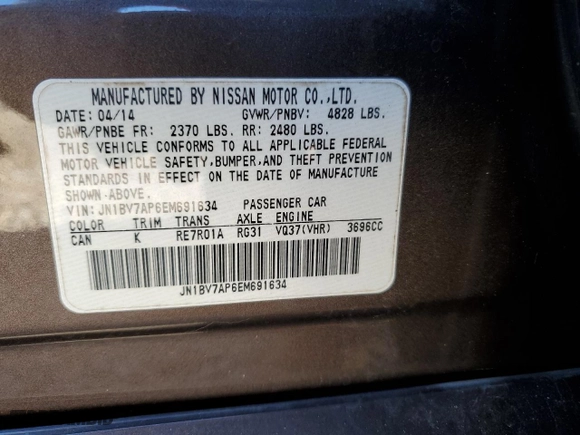 MANUFACTURED BY NISSAN MOTOR CO.,LTD.
DATE: 04/14 GVWR/PNBV: 4828 LBS.
GAWR/PNBE FR: 2370 LBS. RR: 2480 LBS.
THIS VEHICLE CONFORMS TO ALL APPLICABLE FEDERAL
MOTOR VEHICLE SAFETY,BUMPER,AND THEFT PREVENTION
STANDARDS IN EFFECT ON THE DATE OF MANUFACTURE
SHOWN ABOVE.
VIN: JN1BV7AP6EM691634 PASSENGER CAR
COLOR TRIM TRANS AXLE ENGINE
CAN K RE7R01A RG31 VQ37(VHR) 3696CC
JN1BV7AP6EM691634